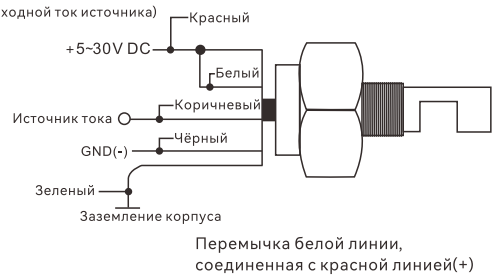 ходной ток источника)
Красный
+5~30V DC
Белый
Коричневый
Источник тока
Чёрный
GND(-)
Зеленый
Заземление корпуса
Перемычка белой линии,
соединенная с красной линией(+)